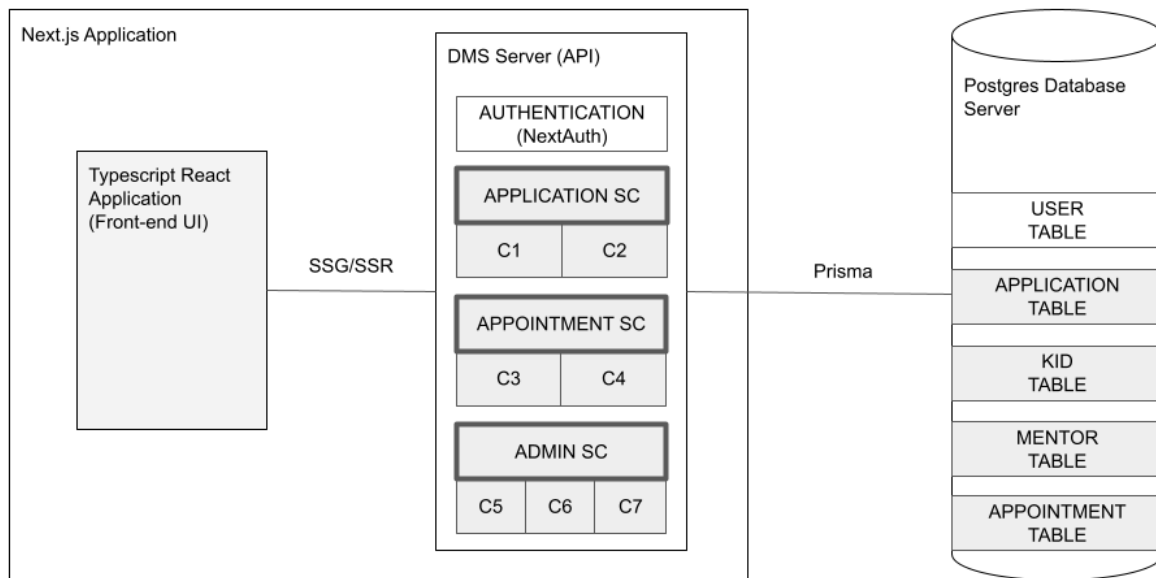 Next.js Application
DMS Server (API)
AUTHENTICATION
(NextAuth)
Typescript React
Application
(Front-end UI)
SSG/SSR
APPLICATION SC
C1
C2
APPOINTMENT SC
C3
C4
ADMIN SC
C5
C6
C7
Prisma
Postgres Database
Server
USER
TABLE
APPLICATION
TABLE
KID
TABLE
MENTOR
TABLE
APPOINTMENT
TABLE